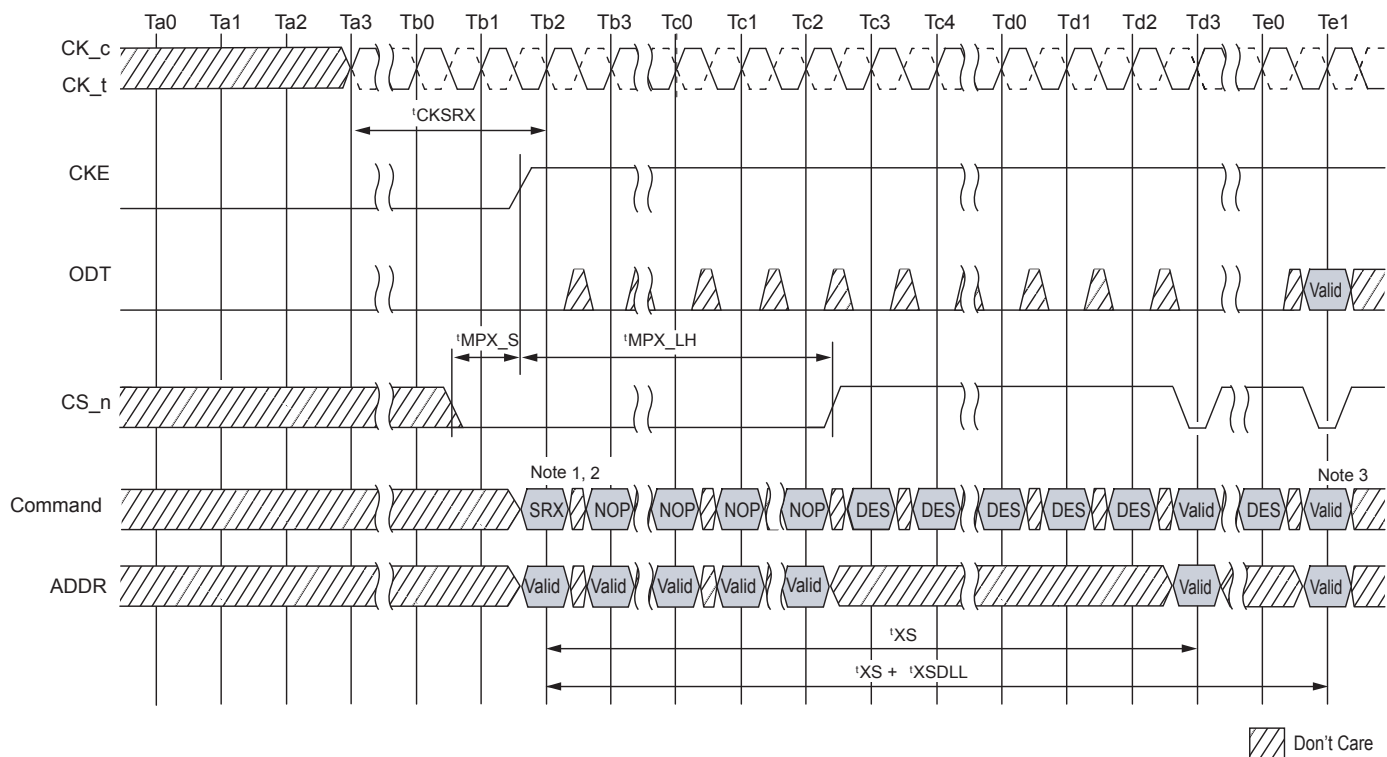 Ta0 Ta1 Ta2 Ta3 Tb0 Tb1 Tb2 Tb3 Tc0 Tc1 Tc2 Tc3 Tc4 Td0 Td1 Td2 Td3 Te0 Te1
CK_c
CK_t
tCKSRX
CKE
ODT
Valid
tMPX_S tMPX_LH
CS_n
Note 1, 2 Note 3
Command SRX NOP NOP NOP NOP DES DES DES DES DES Valid DES Valid
ADDR Valid Valid Valid Valid Valid Valid Valid
tXS
tXS + tXSDLL
Don't Care